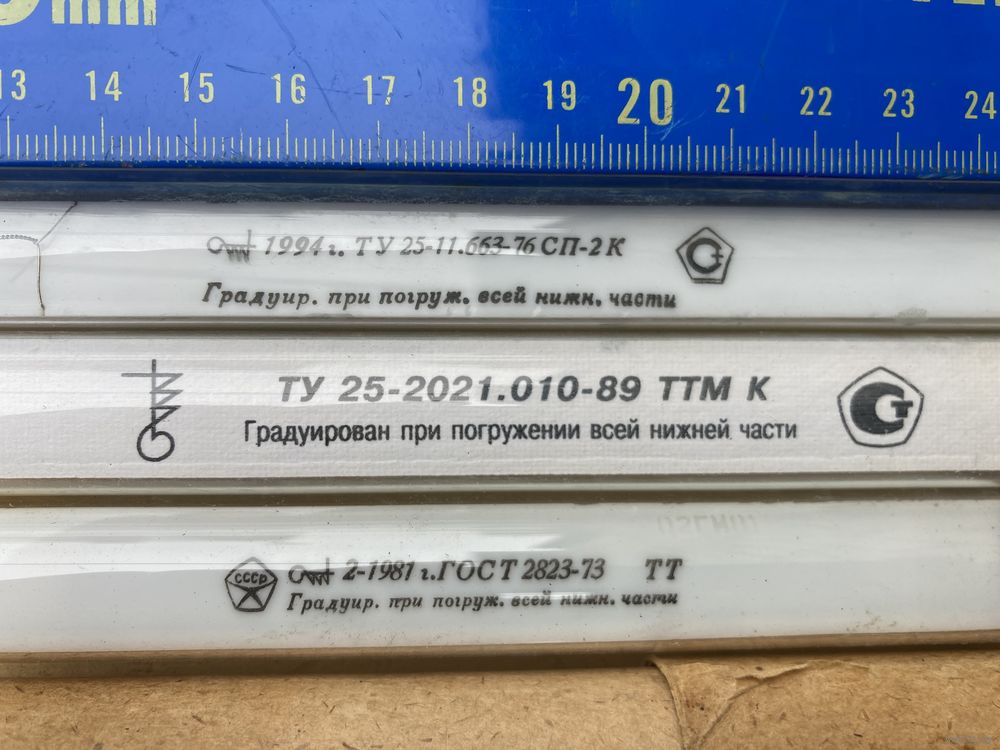 mm
13 14 15 16 17 18 19 20 21 22 23 24
1994 г. ТУ 25-11.663-76 СП-2 К
Градуир. при погруж. всей нижн. части
ТУ 25-2021.010-89 ТТМ К
Градуирован при погружении всей нижней части
СССР 2-1981 г. ГОСТ 2823-73 ТТ
Градуир. при погруж. всей нижн. части